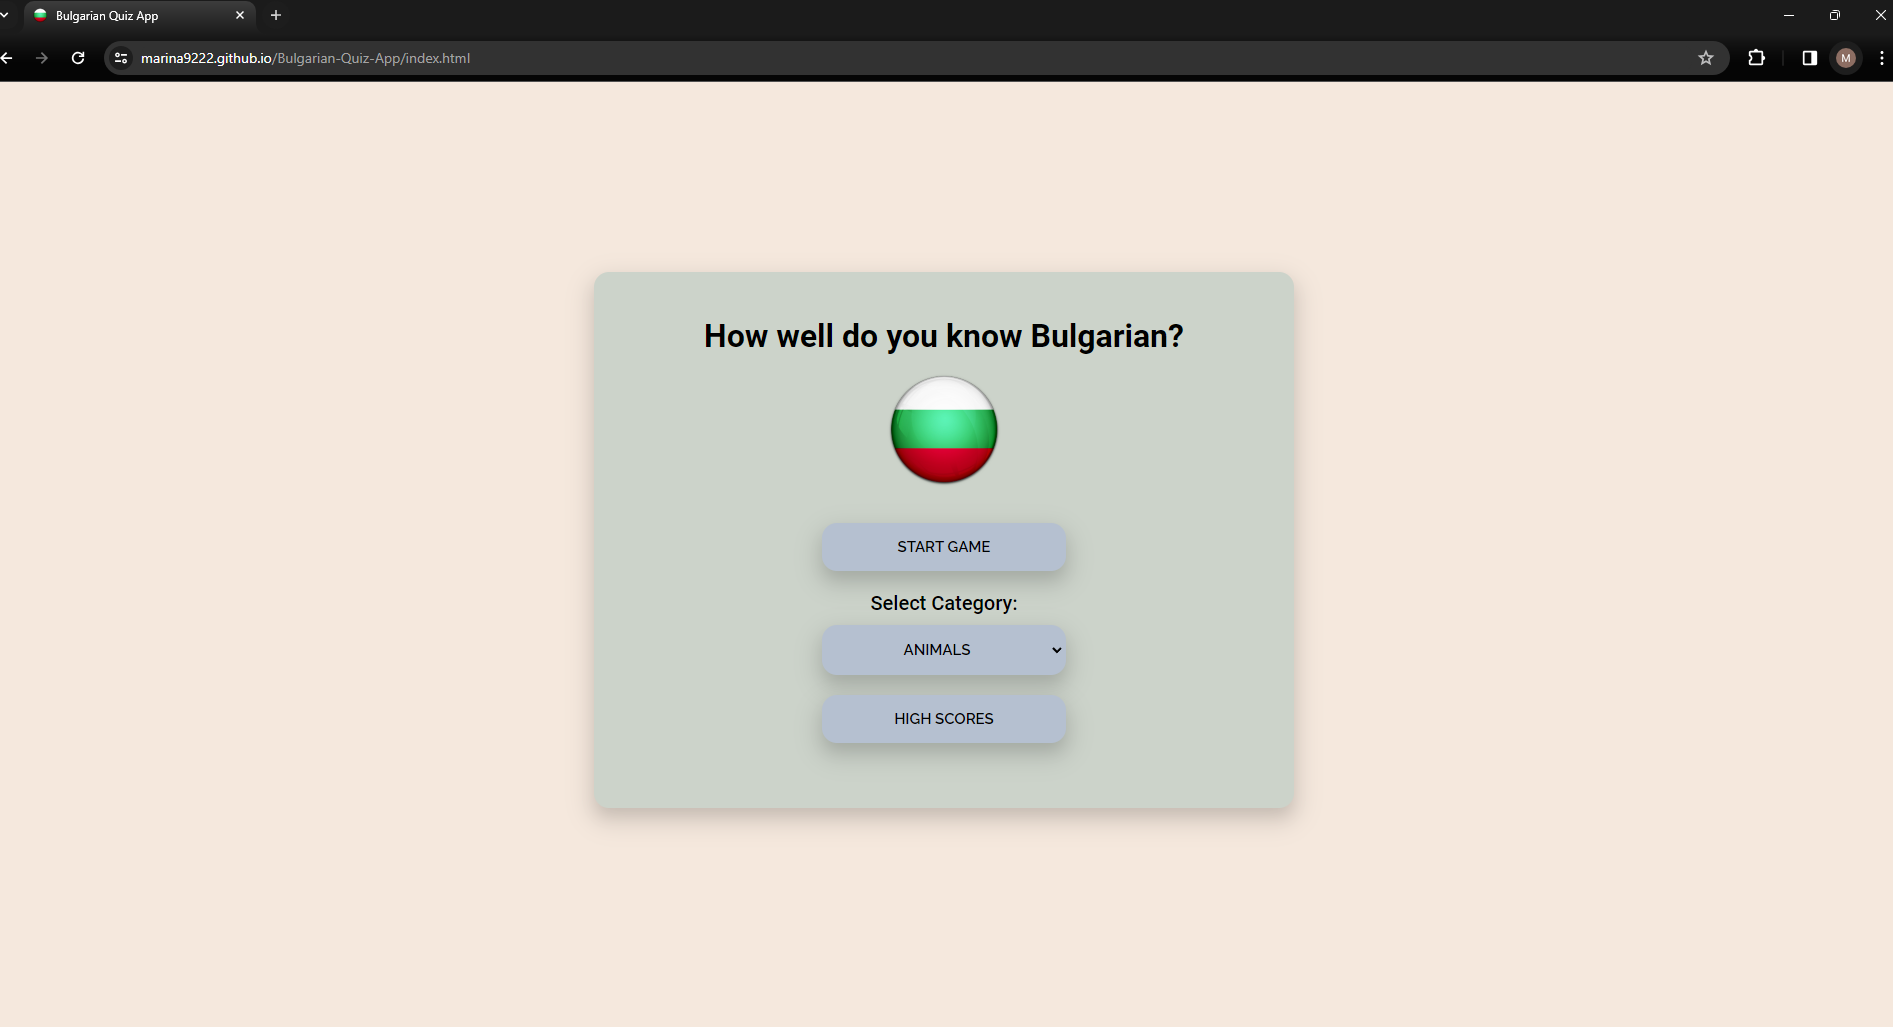 Bulgarian Quiz App
marina9222.github.io/Bulgarian-Quiz-App/index.html
M
How well do you know Bulgarian?
START GAME
Select Category:
ANIMALS
HIGH SCORES